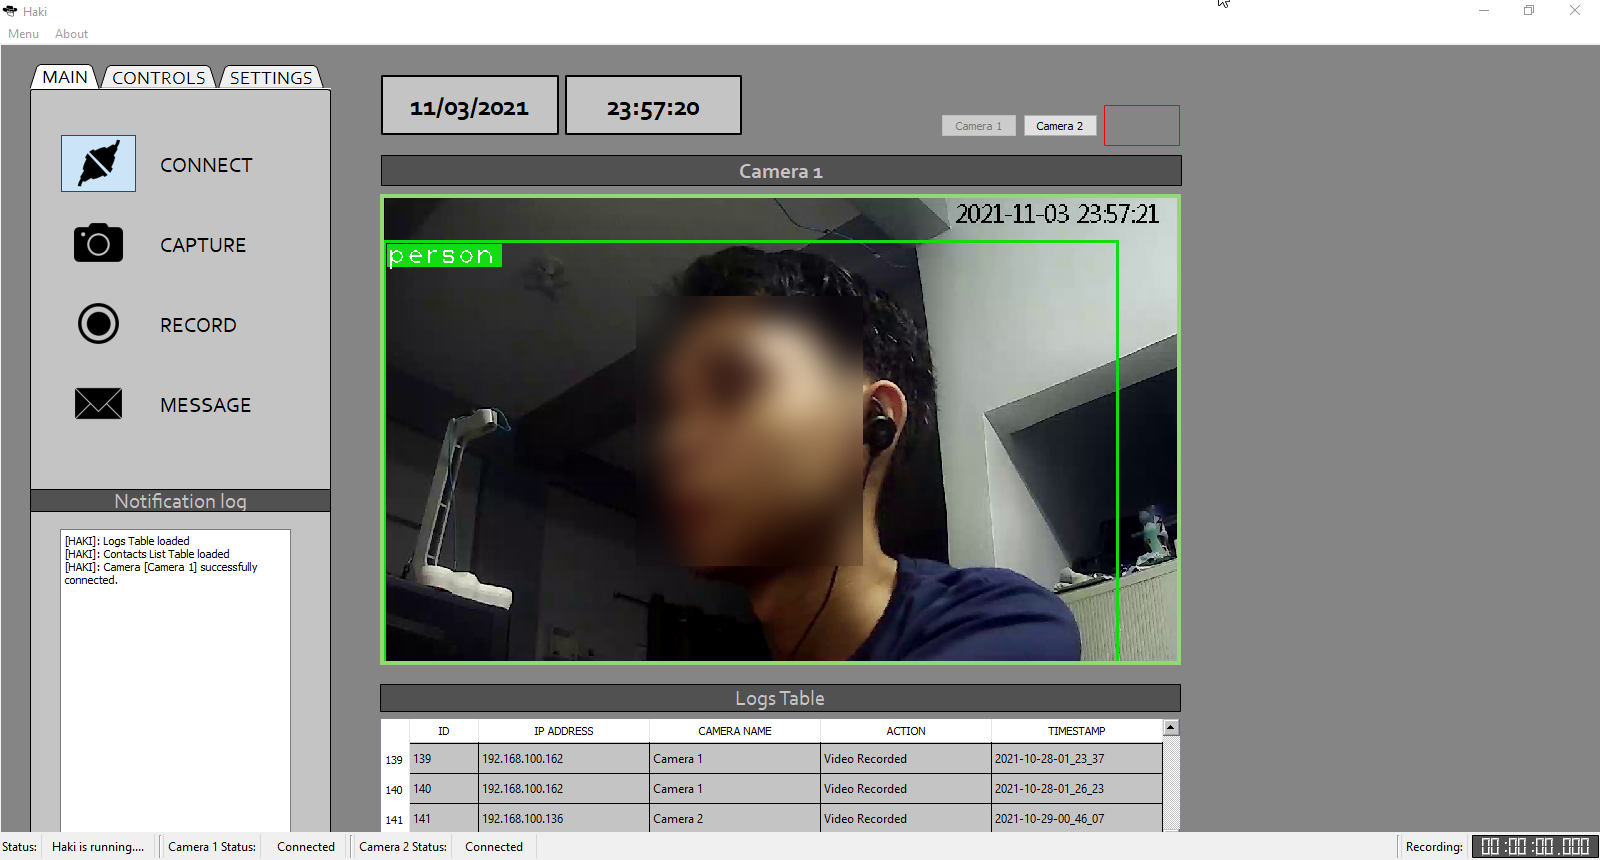 Haki
Menu About
MAIN CONTROLS SETTINGS
11/03/2021 23:57:20
Camera 1 Camera 2
CONNECT
CAPTURE
RECORD
MESSAGE
Notification log
[HAKI]: Logs Table loaded
[HAKI]: Contacts List Table loaded
[HAKI]: Camera [Camera 1] successfully
connected.
Camera 1
2021-11-03 23:57:21
person
Logs Table
ID IP ADDRESS CAMERA NAME ACTION TIMESTAMP
139 139 192.168.100.162 Camera 1 Video Recorded 2021-10-28-01_23_37
140 140 192.168.100.162 Camera 1 Video Recorded 2021-10-28-01_26_23
141 141 192.168.100.136 Camera 2 Video Recorded 2021-10-29-00_46_07
Status: Haki is running.... Camera 1 Status: Connected Camera 2 Status: Connected Recording: 00:00:00.000